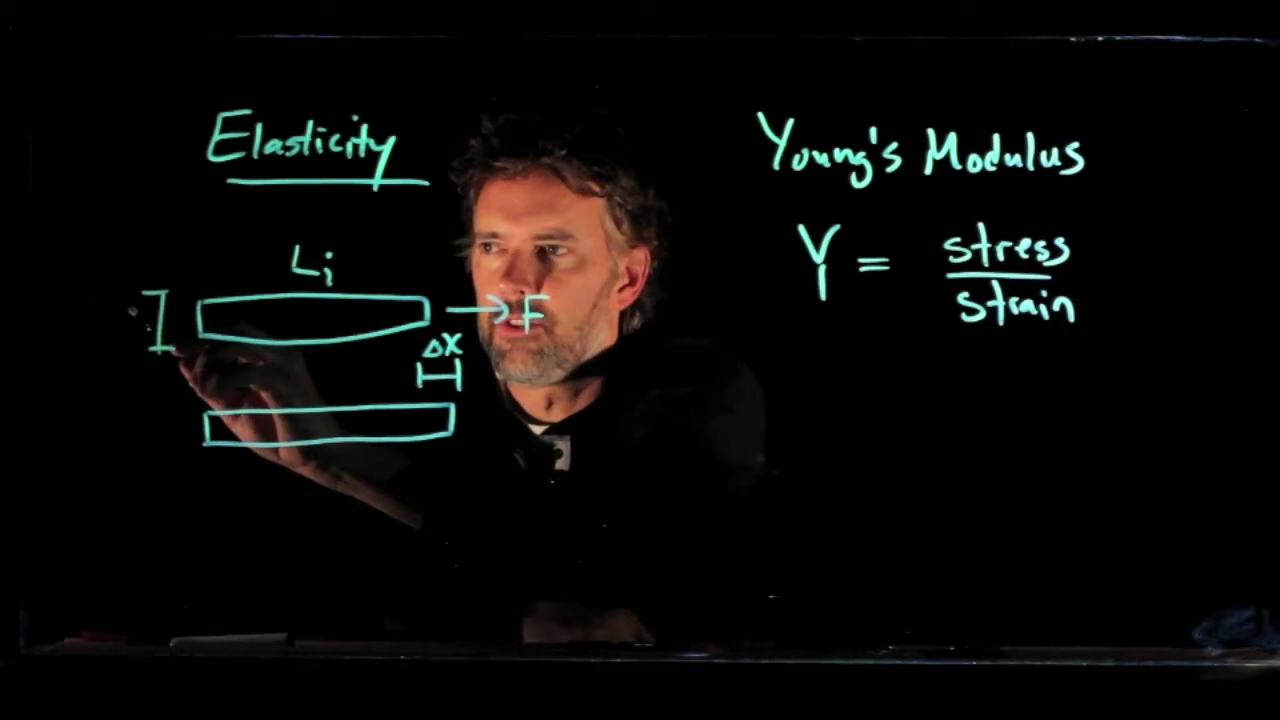 Elasticity
Li
F
Δx
Young's Modulus
Y = stress
strain